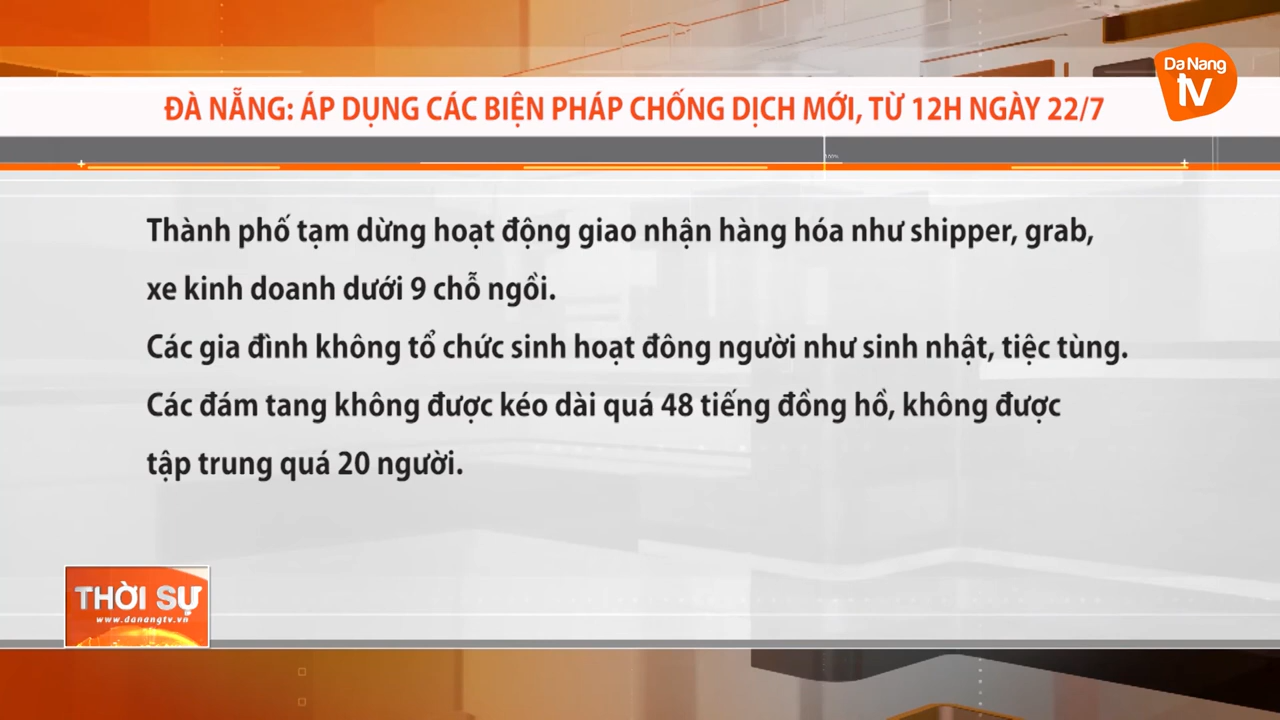 Da Nang
tv
ĐÀ NẴNG: ÁP DỤNG CÁC BIỆN PHÁP CHỐNG DỊCH MỚI, TỪ 12H NGÀY 22/7
Thành phố tạm dừng hoạt động giao nhận hàng hóa như shipper, grab,
xe kinh doanh dưới 9 chỗ ngồi.
Các gia đình không tổ chức sinh hoạt đông người như sinh nhật, tiệc tùng.
Các đám tang không được kéo dài quá 48 tiếng đồng hồ, không được
tập trung quá 20 người.
THỜI SỰ
www.danangtv.vn